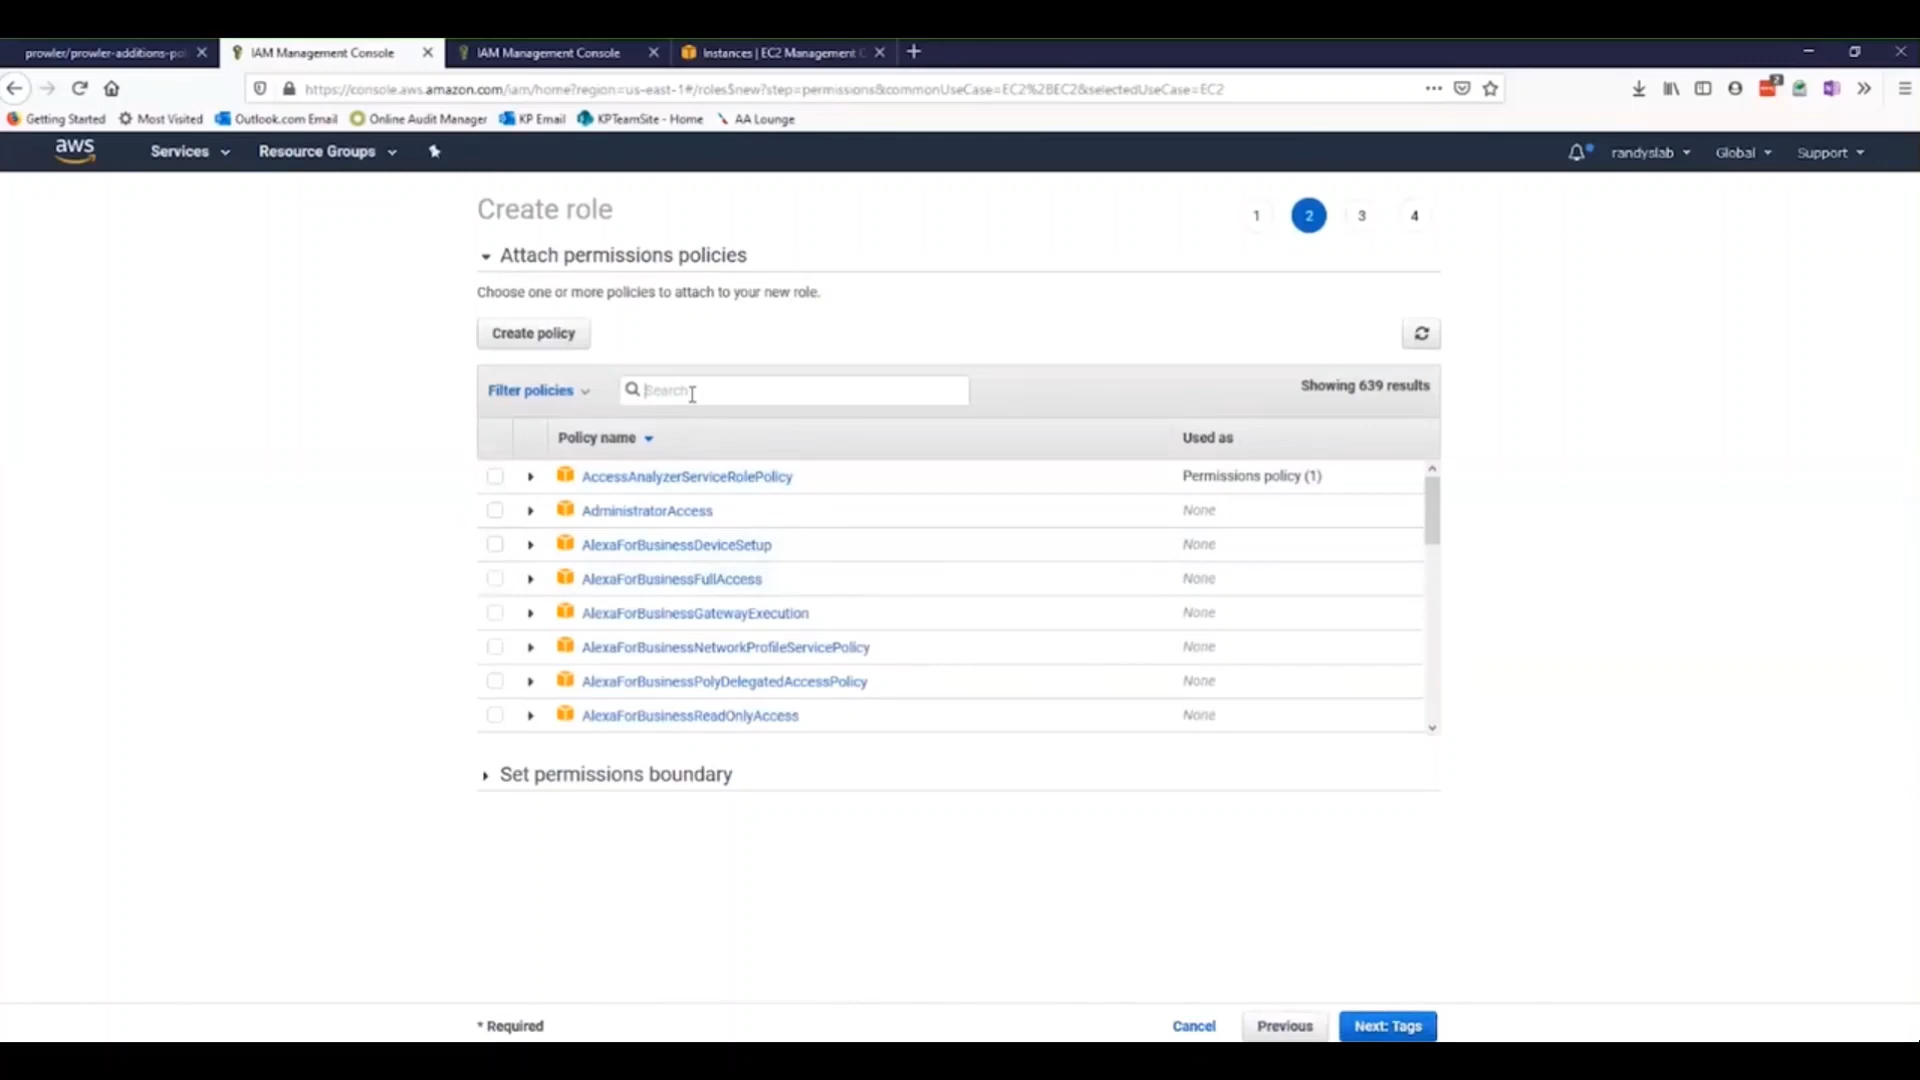 prowler/prowler-additions-pol
IAM Management Console
IAM Management Console
Instances | EC2 Management C
https://console.aws.amazon.com/iam/home?region=us-east-1#/roles$new?step=permissions&commonUseCase=EC2%2BEC2&selectedUseCase=EC2
2
Getting Started
Most Visited
Outlook.com Email
Online Audit Manager
KP Email
KPTeamSite - Home
AA Lounge
aws
Services
Resource Groups
randyslab
Global
Support
Create role
1
2
3
4
Attach permissions policies
Choose one or more policies to attach to your new role.
Create policy
Filter policies
Search
Showing 639 results
Policy name
Used as
AccessAnalyzerServiceRolePolicy
Permissions policy (1)
AdministratorAccess
None
AlexaForBusinessDeviceSetup
None
AlexaForBusinessFullAccess
None
AlexaForBusinessGatewayExecution
None
AlexaForBusinessNetworkProfileServicePolicy
None
AlexaForBusinessPolyDelegatedAccessPolicy
None
AlexaForBusinessReadOnlyAccess
None
Set permissions boundary
* Required
Cancel
Previous
Next: Tags